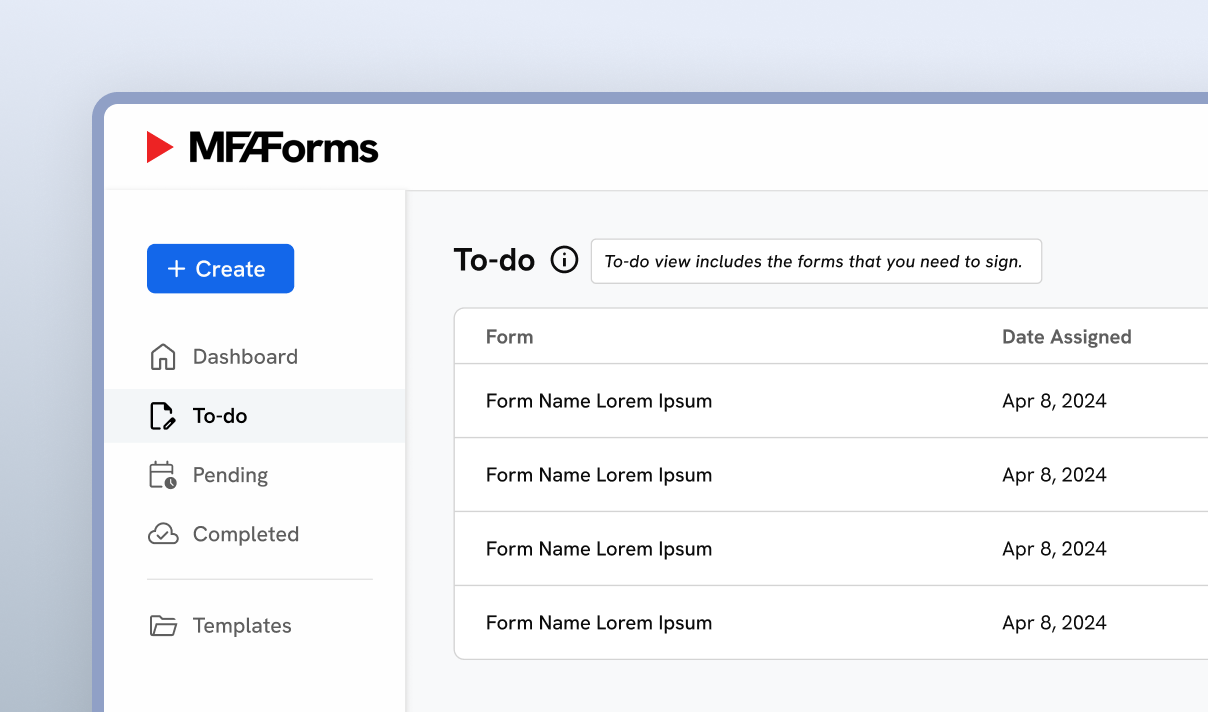 MFAForms
+ Create
Dashboard
To-do
Pending
Completed
Templates
To-do
To-do view includes the forms that you need to sign.
Form Date Assigned
Form Name Lorem Ipsum Apr 8, 2024
Form Name Lorem Ipsum Apr 8, 2024
Form Name Lorem Ipsum Apr 8, 2024
Form Name Lorem Ipsum Apr 8, 2024